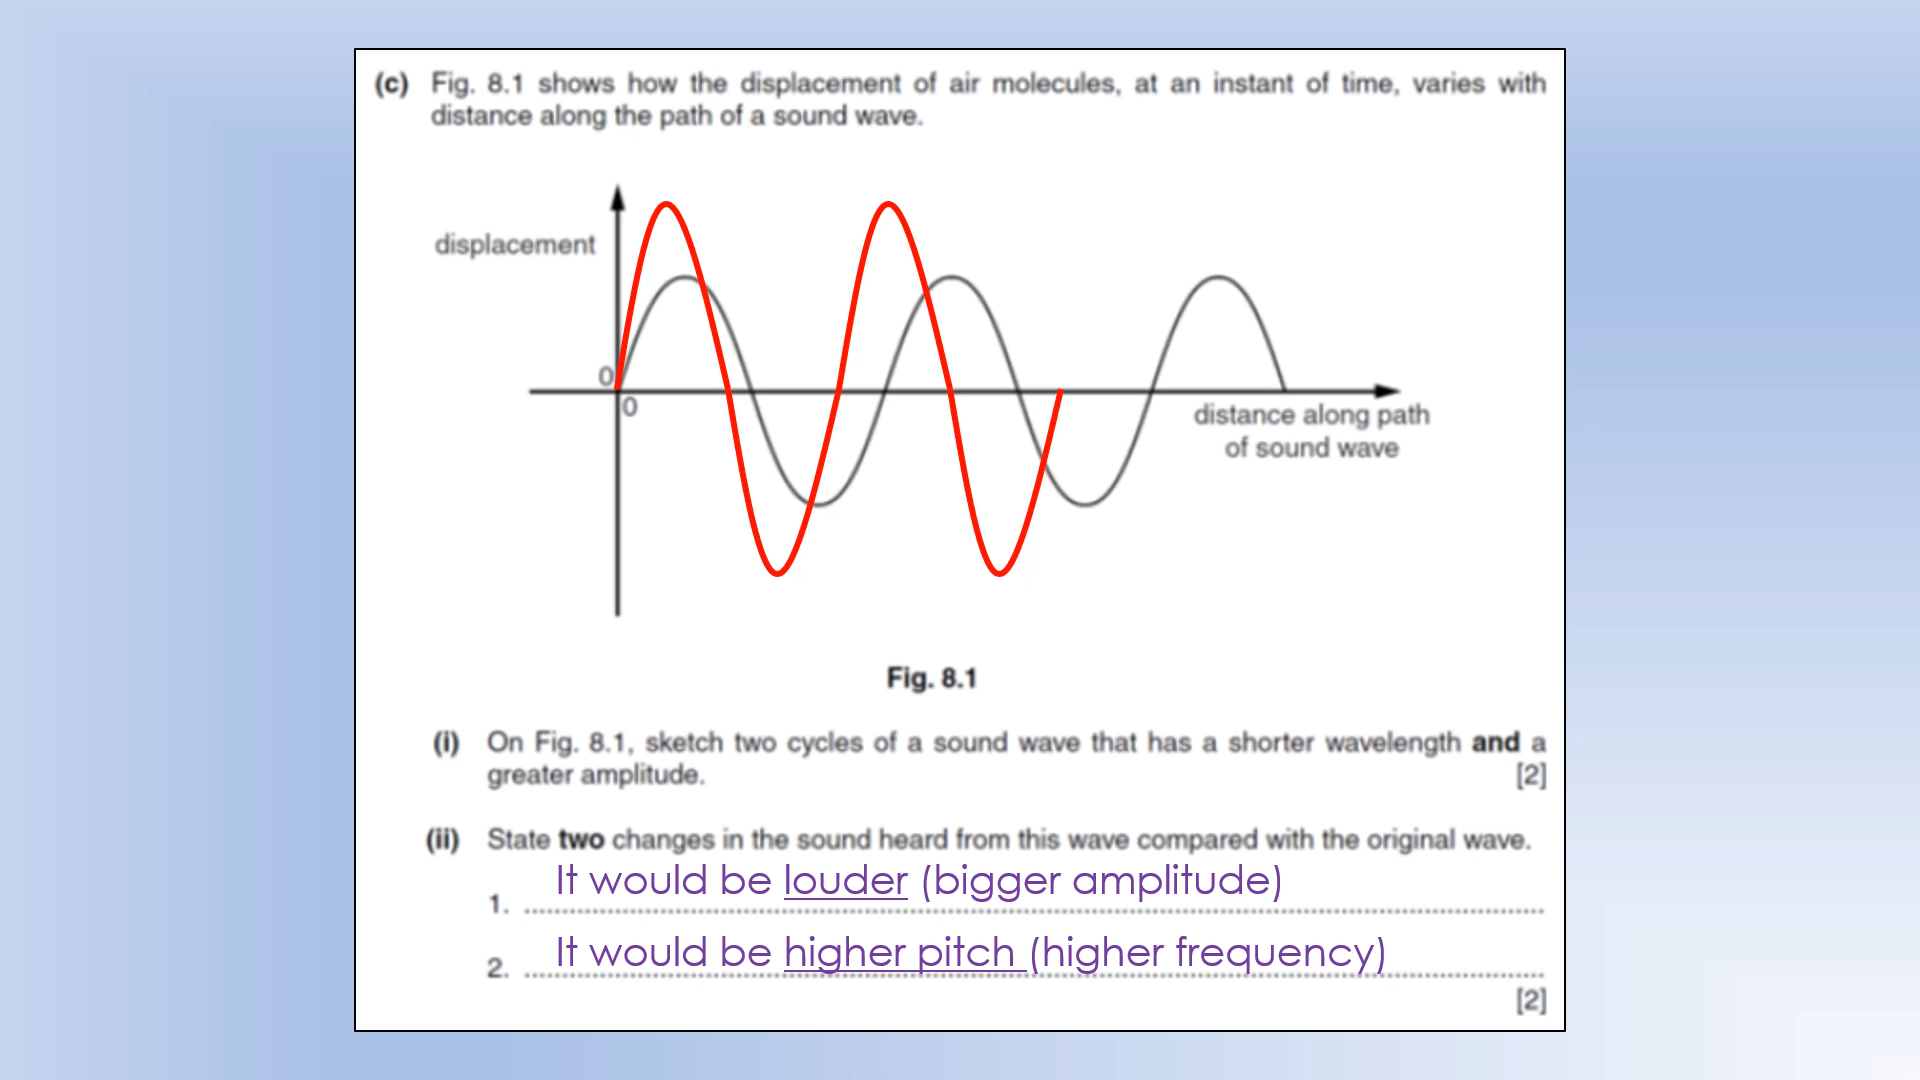 (c) Fig. 8.1 shows how the displacement of air molecules, at an instant of time, varies with
distance along the path of a sound wave.
displacement
0
0
distance along path
of sound wave
Fig. 8.1
(i) On Fig. 8.1, sketch two cycles of a sound wave that has a shorter wavelength and a
greater amplitude. [2]
(ii) State two changes in the sound heard from this wave compared with the original wave.
It would be louder (bigger amplitude)
1.
It would be higher pitch (higher frequency)
2.
[2]